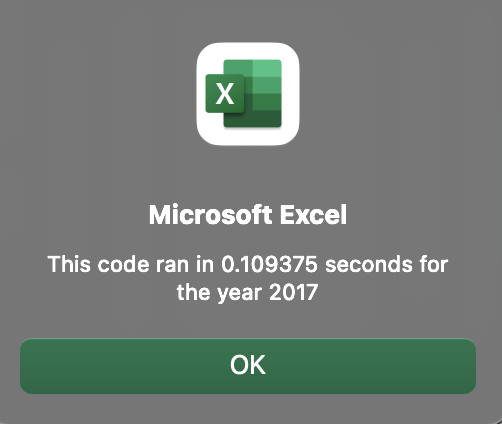 X
Microsoft Excel
This code ran in 0.109375 seconds for
the year 2017
OK